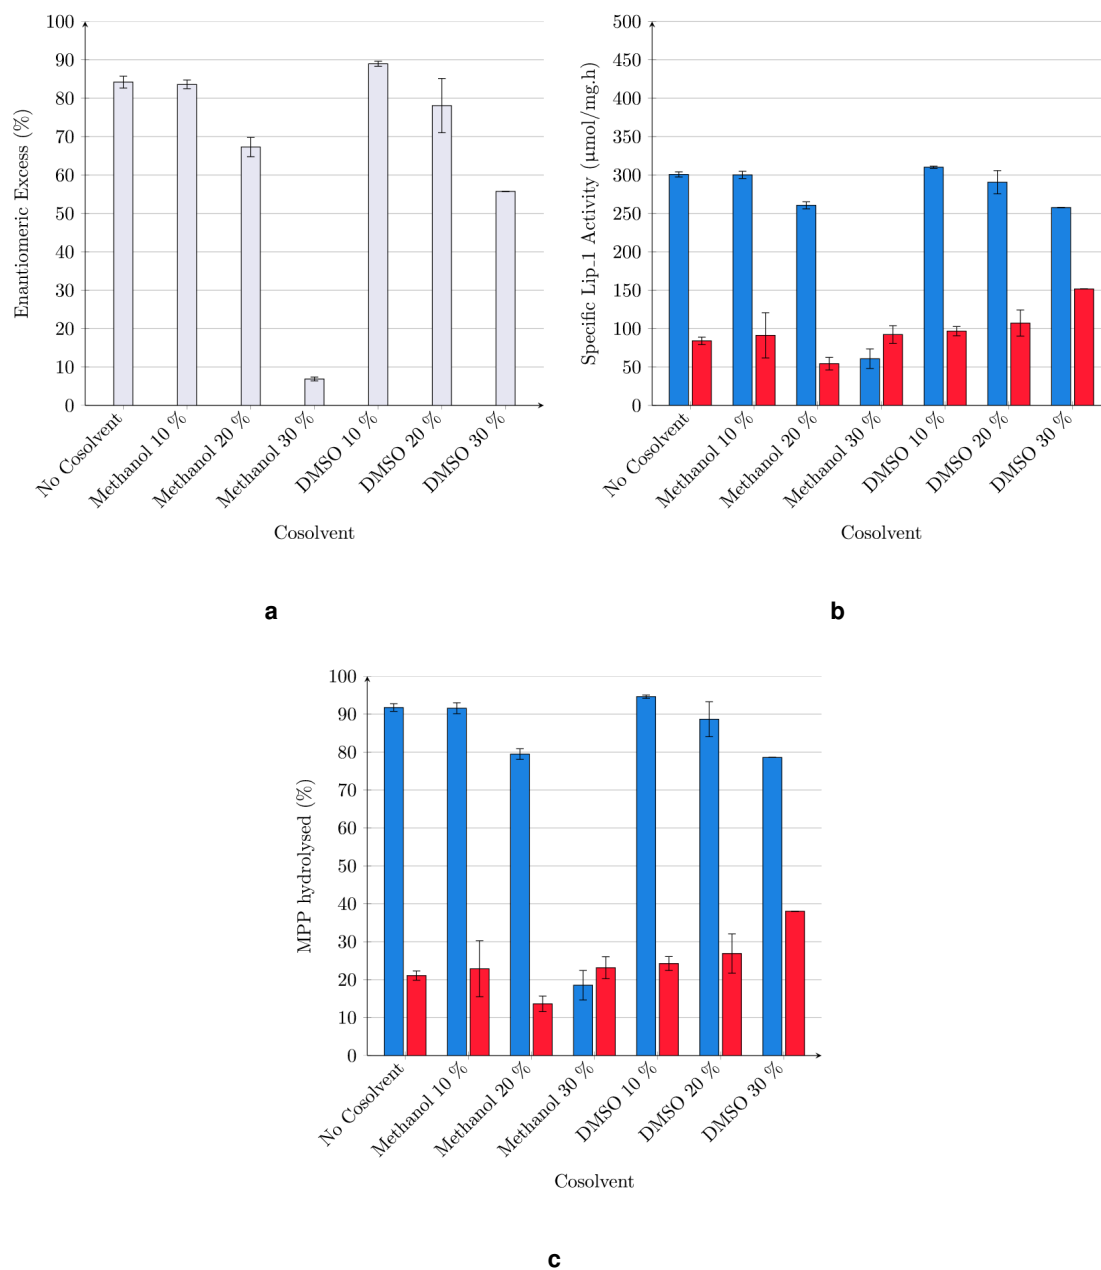 100
90
80
70
60
50
40
30
20
10
0
Enantiomeric Excess (%)
No Cosolvent
Methanol 10 %
Methanol 20 %
Methanol 30 %
DMSO 10 %
DMSO 20 %
DMSO 30 %
Cosolvent
a
500
450
400
350
300
250
200
150
100
50
0
Specific Lip_1 Activity (µmol/mg.h)
No Cosolvent
Methanol 10 %
Methanol 20 %
Methanol 30 %
DMSO 10 %
DMSO 20 %
DMSO 30 %
Cosolvent
b
100
90
80
70
60
50
40
30
20
10
0
MPP hydrolysed (%)
No Cosolvent
Methanol 10 %
Methanol 20 %
Methanol 30 %
DMSO 10 %
DMSO 20 %
DMSO 30 %
Cosolvent
c